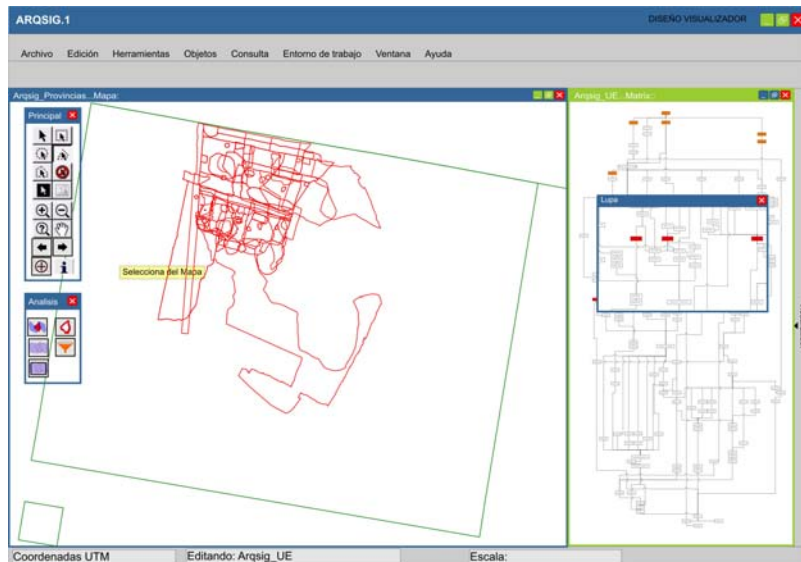 ARQSIG.1
DISEÑO VISUALIZADOR
Archivo Edición Herramientas Objetos Consulta Entorno de trabajo Ventana Ayuda
Arqsig_Provincias...Mapa:
Arqsig_UE...Matrix::
Principal
Lupa
Selecciona del Mapa
Analisis
Coordenadas UTM
Editando: Arqsig_UE
Escala: